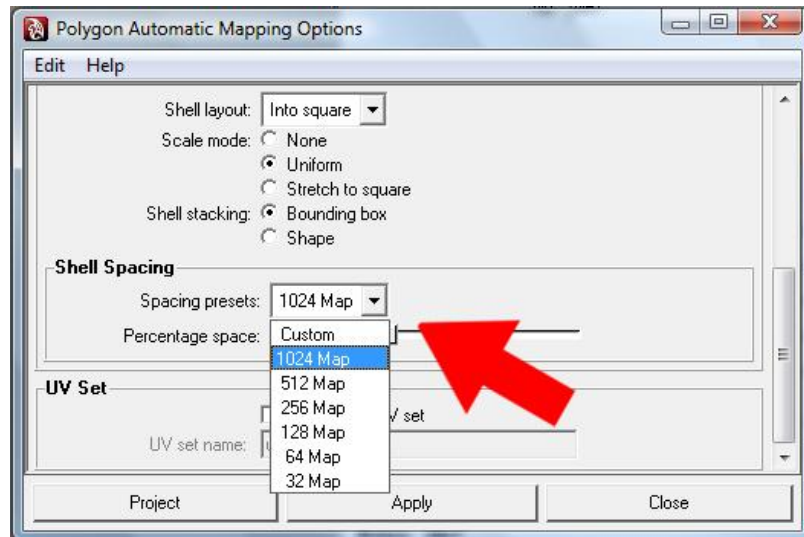 Polygon Automatic Mapping Options
Edit Help
Shell layout: Into square
Scale mode: None
Uniform
Stretch to square
Shell stacking: Bounding box
Shape
Shell Spacing
Spacing presets: 1024 Map
Percentage space: Custom
1024 Map
512 Map
UV Set
256 Map set
128 Map
UV set name:
64 Map
32 Map
Project Apply Close